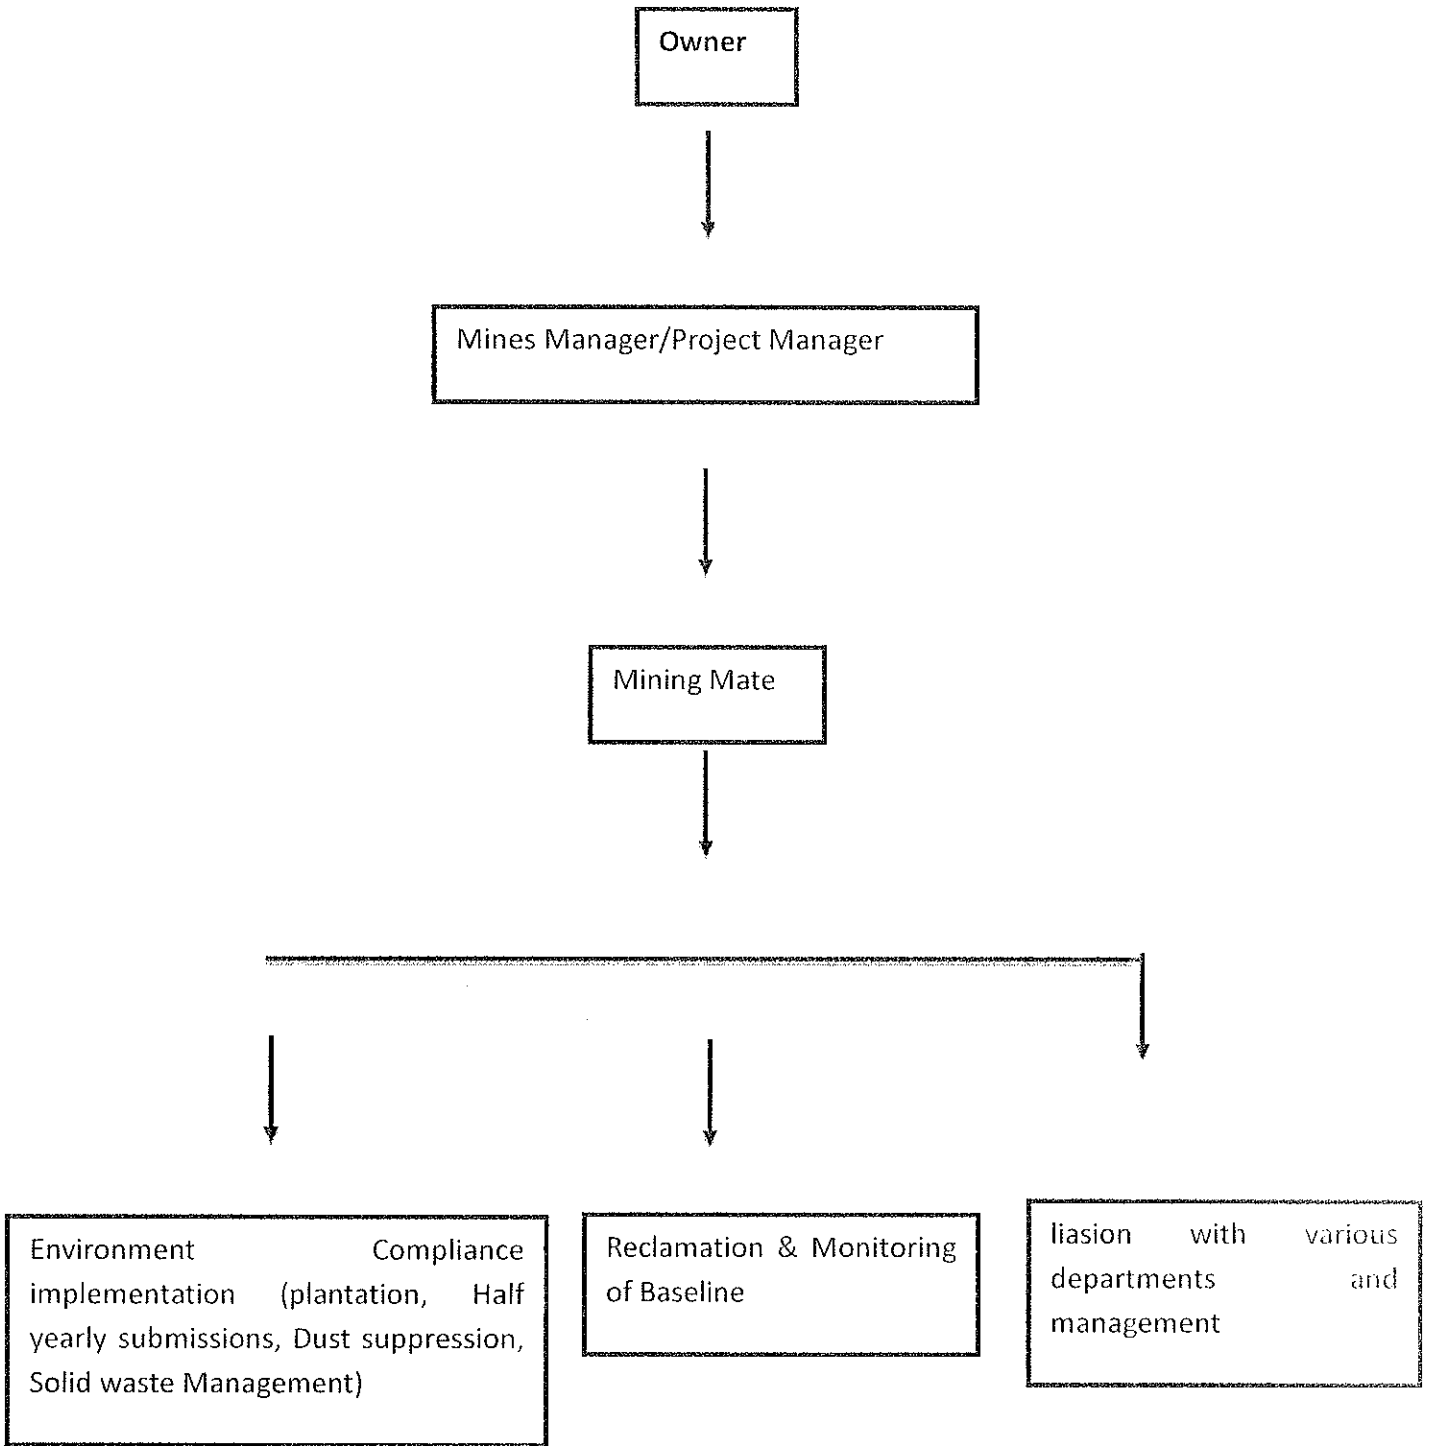 Owner
Mines Manager/Project Manager
Mining Mate
Environment Compliance
implementation (plantation, Half
yearly submissions, Dust suppression,
Solid waste Management)
Reclamation & Monitoring
of Baseline
liasion with various
departments and
management